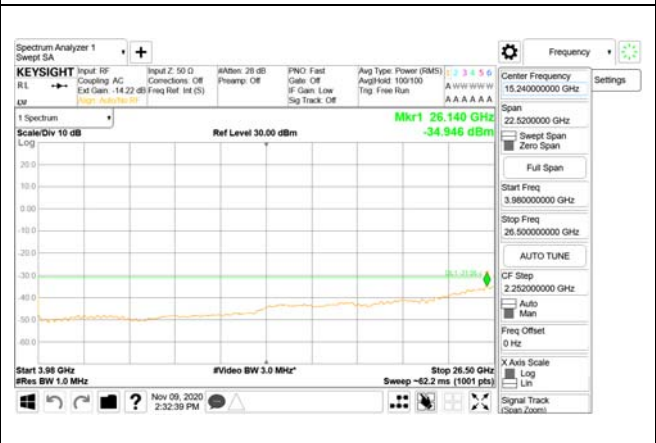 Spectrum Analyzer 1
Swept SA
Frequency
KEYSIGHT
Input: RF
Input Z: 50 Ω
#Atten: 28 dB
PNO: Fast
Avg Type: Power (RMS)
1 2 3 4 5 6
R L
Coupling: AC
Corrections: Off
Preamp: Off
Gate: Off
Avg|Hold: 100/100
A W W W W W
Ext Gain: -14.22 dB
Freq Ref: Int (S)
IF Gain: Low
Trig: Free Run
Align: Auto/No RF
Sig Track: Off
A A A A A A
1 Spectrum
Mkr1 26.140 GHz
Scale/Div 10 dB
Ref Level 30.00 dBm
-34.946 dBm
Log
20.0
10.0
0.00
-10.0
-20.0
-30.0
-40.0
-50.0
-60.0
Start 3.98 GHz
#Video BW 3.0 MHz*
Stop 26.50 GHz
#Res BW 1.0 MHz
Sweep ~62.2 ms (1001 pts)
Nov 09, 2020
2:32:39 PM
Center Frequency
15.240000000 GHz
Settings
Span
22.5200000 GHz
Swept Span
Zero Span
Full Span
Start Freq
3.980000000 GHz
Stop Freq
26.500000000 GHz
AUTO TUNE
CF Step
2.252000000 GHz
Auto
Man
Freq Offset
0 Hz
X Axis Scale
Log
Lin
Signal Track
(Span Zoom)